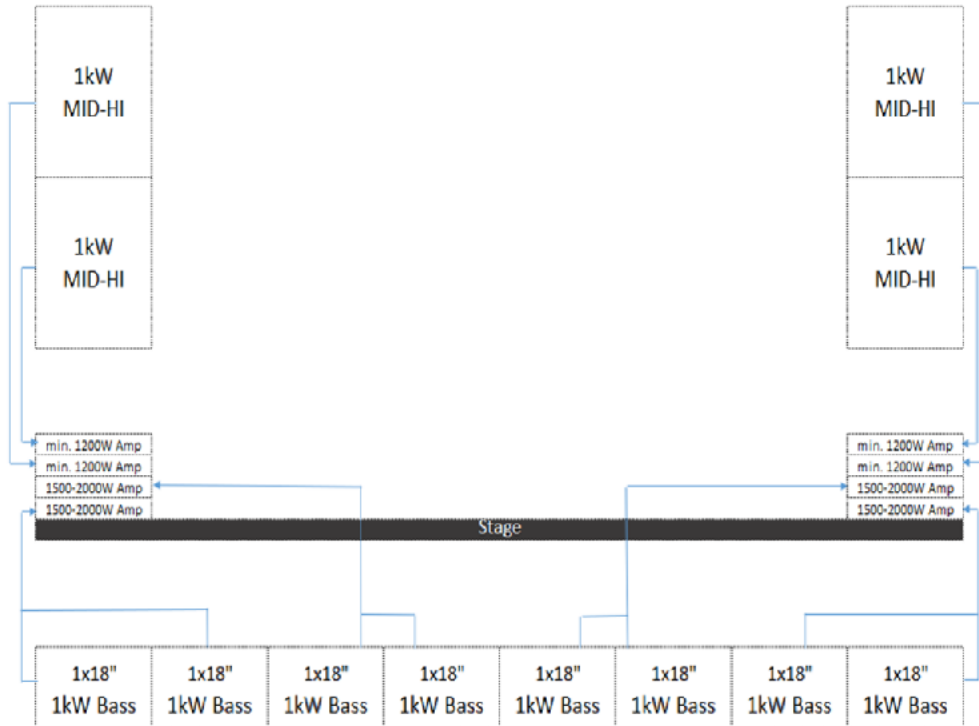 1kW
MID-HI
1kW
MID-HI
1kW
MID-HI
1kW
MID-HI
min. 1200W Amp
min. 1200W Amp
1500-2000W Amp
1500-2000W Amp
min. 1200W Amp
min. 1200W Amp
1500-2000W Amp
1500-2000W Amp
Stage
1x18"
1kW Bass
1x18"
1kW Bass
1x18"
1kW Bass
1x18"
1kW Bass
1x18"
1kW Bass
1x18"
1kW Bass
1x18"
1kW Bass
1x18"
1kW Bass